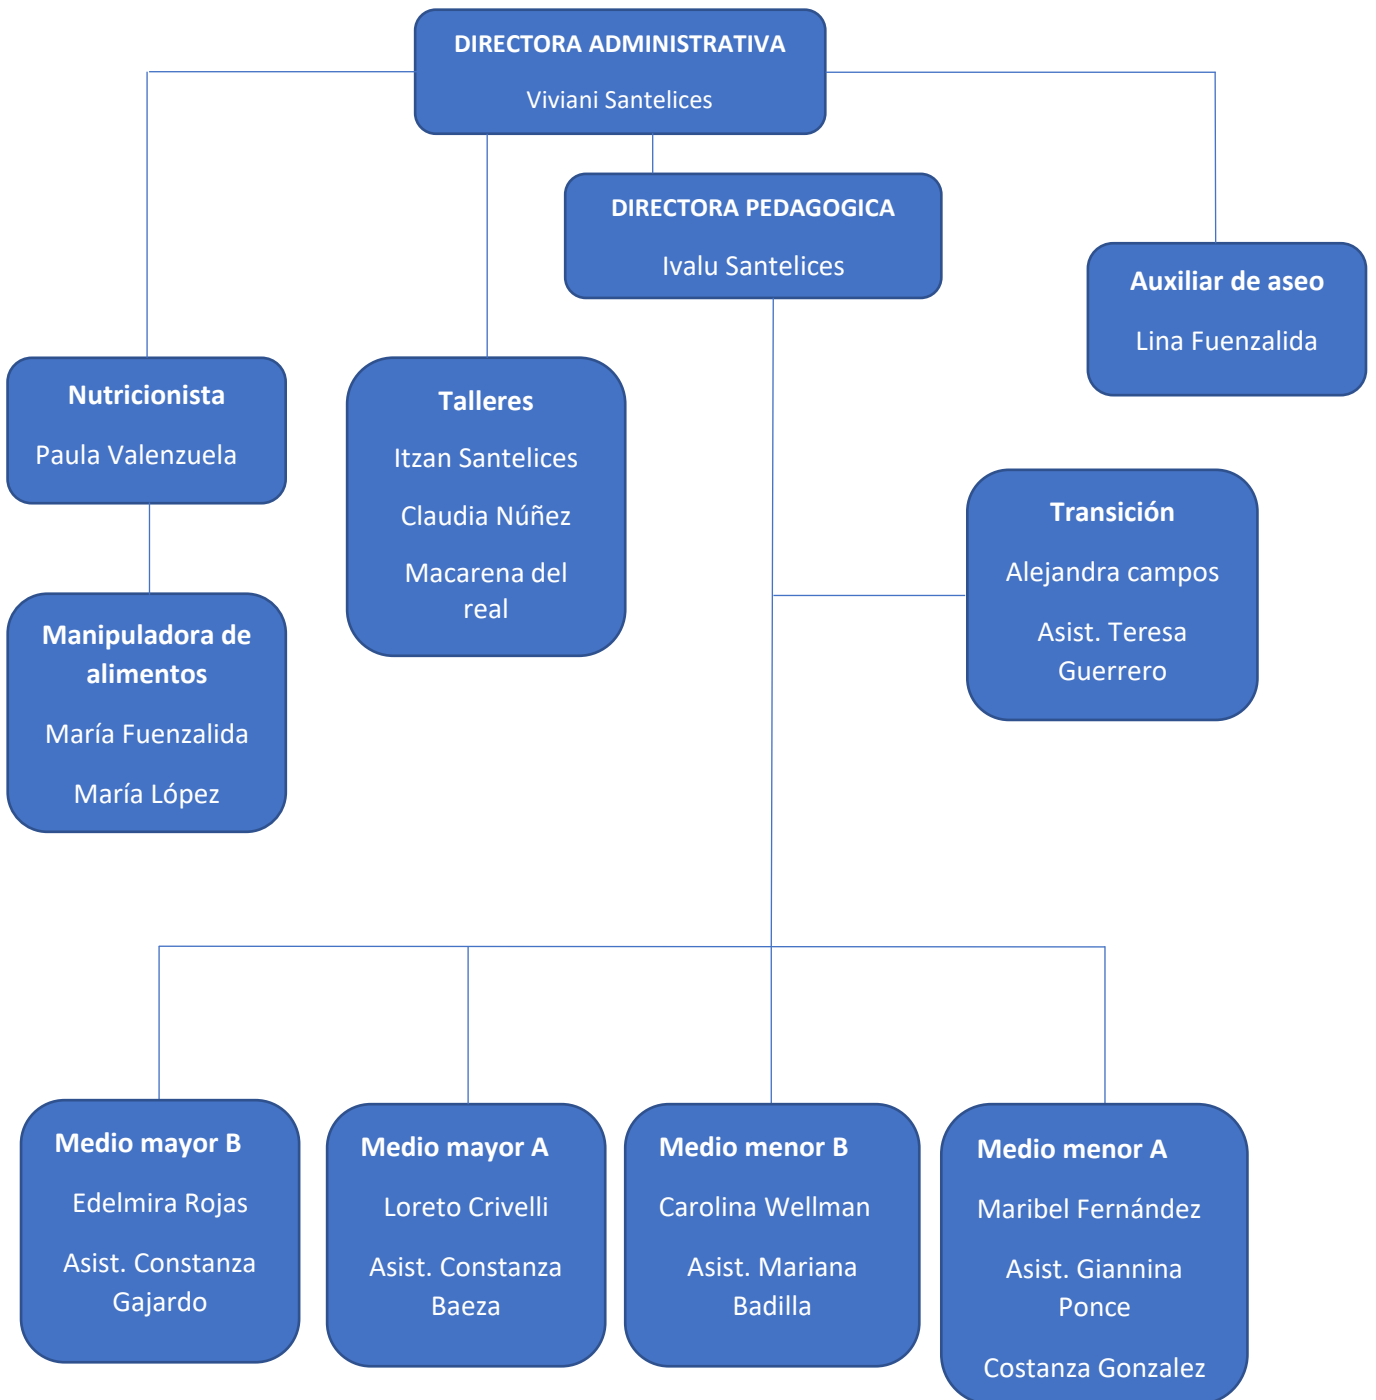 DIRECTORA ADMINISTRATIVA
Viviani Santelices
DIRECTORA PEDAGOGICA
Ivalu Santelices
Auxiliar de aseo
Lina Fuenzalida
Nutricionista
Paula Valenzuela
Talleres
Itzan Santelices
Claudia Núñez
Macarena del
real
Transición
Alejandra campos
Asist. Teresa
Guerrero
Manipuladora de
alimentos
María Fuenzalida
María López
Medio mayor B
Edelmira Rojas
Asist. Constanza
Gajardo
Medio mayor A
Loreto Crivelli
Asist. Constanza
Baeza
Medio menor B
Carolina Wellman
Asist. Mariana
Badilla
Medio menor A
Maribel Fernández
Asist. Giannina
Ponce
Costanza Gonzalez